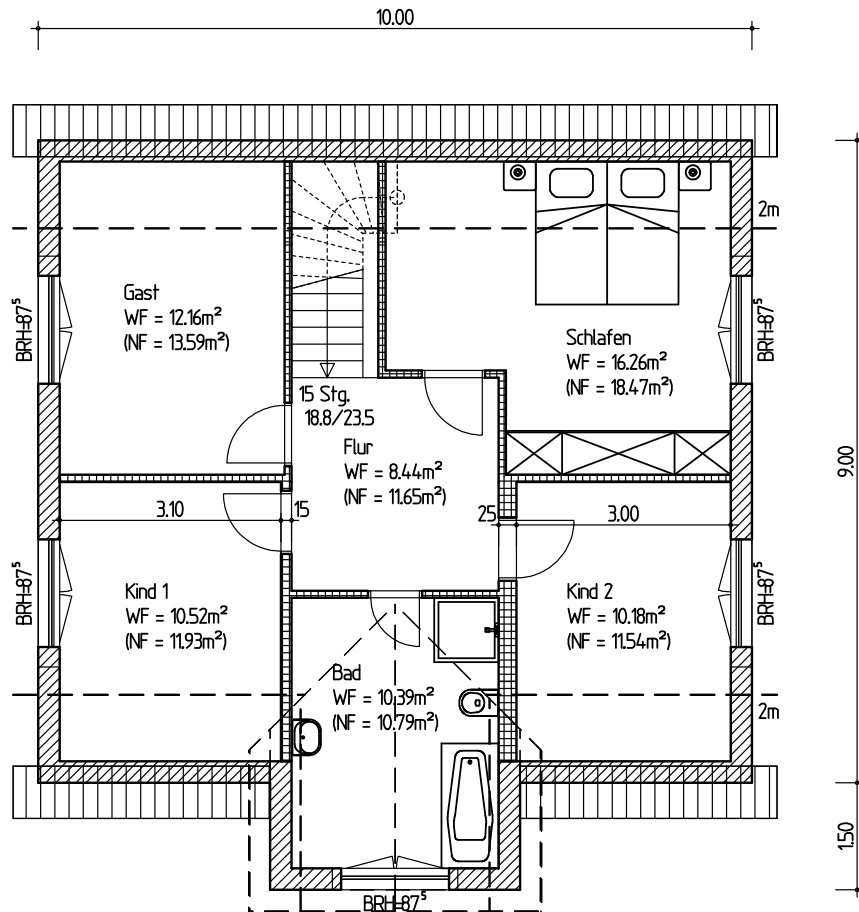 10.00
2m
Gast
WF = 12.16m²
(NF = 13.59m²)
BRH=87⁵
Schlafen
WF = 16.26m²
(NF = 18.47m²)
BRH=87⁵
15 Stg.
18.8/23.5
Flur
WF = 8.44m²
(NF = 11.65m²)
9.00
3.10
15
25
3.00
BRH=87⁵
Kind 1
WF = 10.52m²
(NF = 11.93m²)
Kind 2
WF = 10.18m²
(NF = 11.54m²)
BRH=87⁵
Bad
WF = 10.39m²
(NF = 10.79m²)
2m
1.50
BRH=87⁵